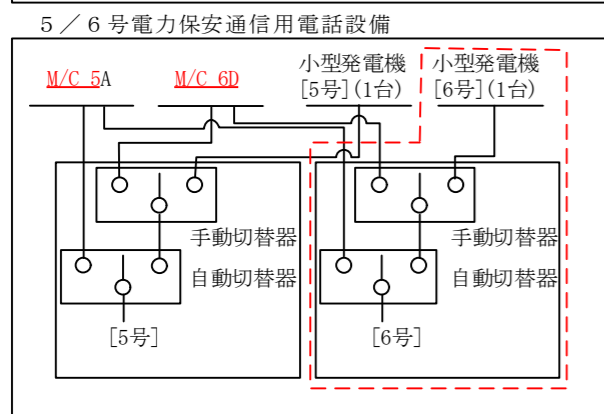 5/6号電力保安通信用電話設備
M/C 5A M/C 6D 小型発電機 小型発電機
[5号](1台) [6号](1台)
手動切替器 手動切替器
自動切替器 自動切替器
[5号] [6号]